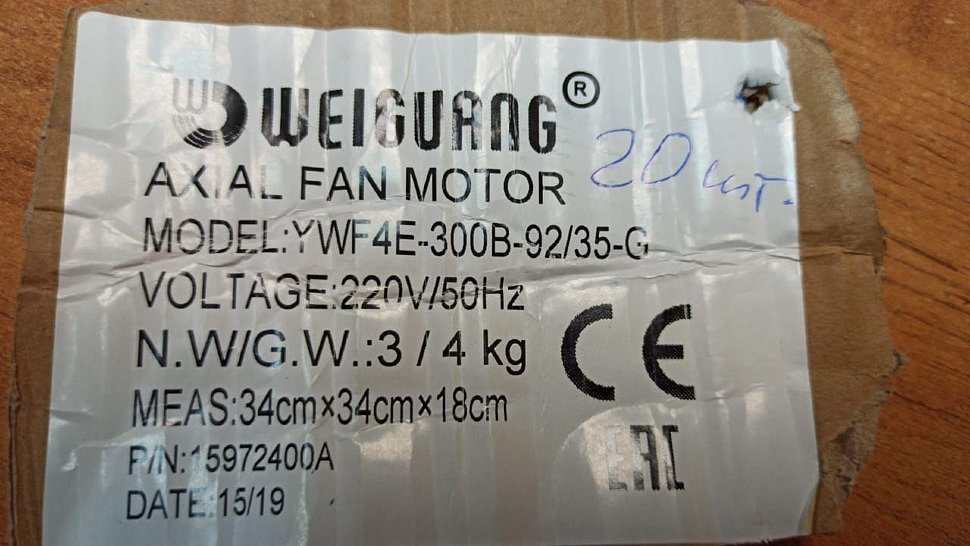 WEIGUANG®
20 шт.
AXIAL FAN MOTOR
MODEL:YWF4E-300B-92/35-G
VOLTAGE:220V/50Hz
N.W/G.W.:3 / 4 kg
CE
MEAS:34cm×34cm×18cm
P/N:15972400A
EAC
DATE:15/19